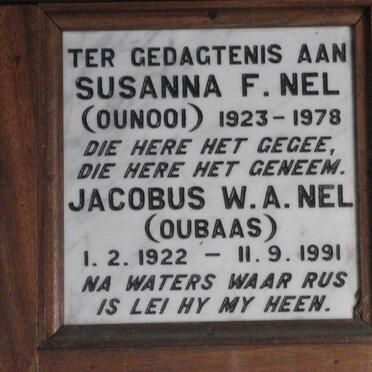 TER GEDAGTENIS AAN
SUSANNA F. NEL
(OUNOOI) 1923 - 1978
DIE HERE HET GEGEE,
DIE HERE HET GENEEM.
JACOBUS W. A. NEL
(OUBAAS)
1. 2. 1922 - 11. 9. 1991
NA WATERS WAAR RUS
IS LEI HY MY HEEN.